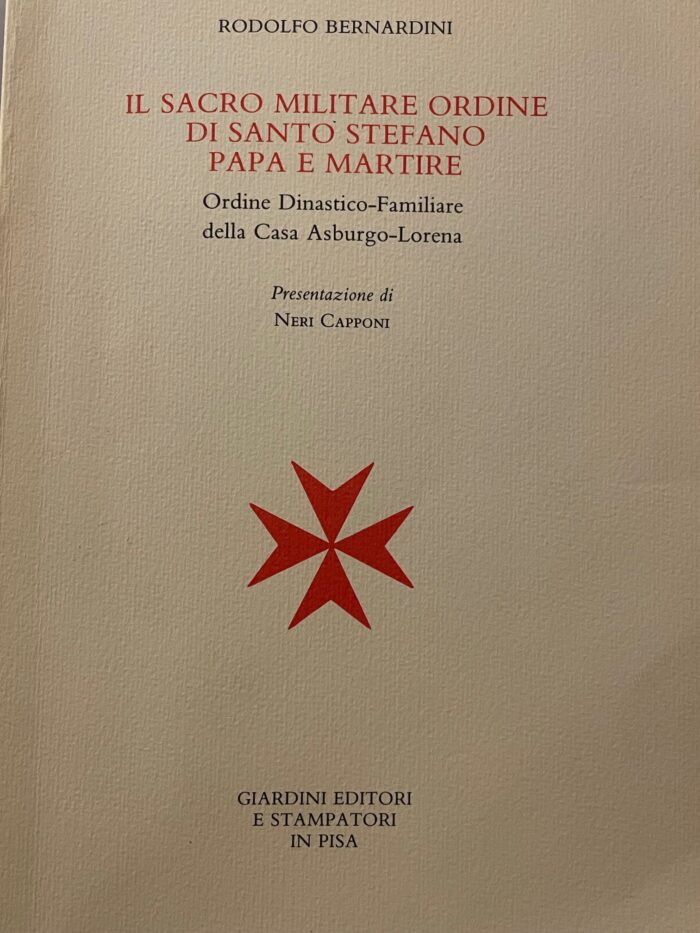 RODOLFO BERNARDINI
IL SACRO MILITARE ORDINE
DI SANTO STEFANO
PAPA E MARTIRE
Ordine Dinastico-Familiare
della Casa Asburgo-Lorena
Presentazione di
NERI CAPPONI
GIARDINI EDITORI
E STAMPATORI
IN PISA